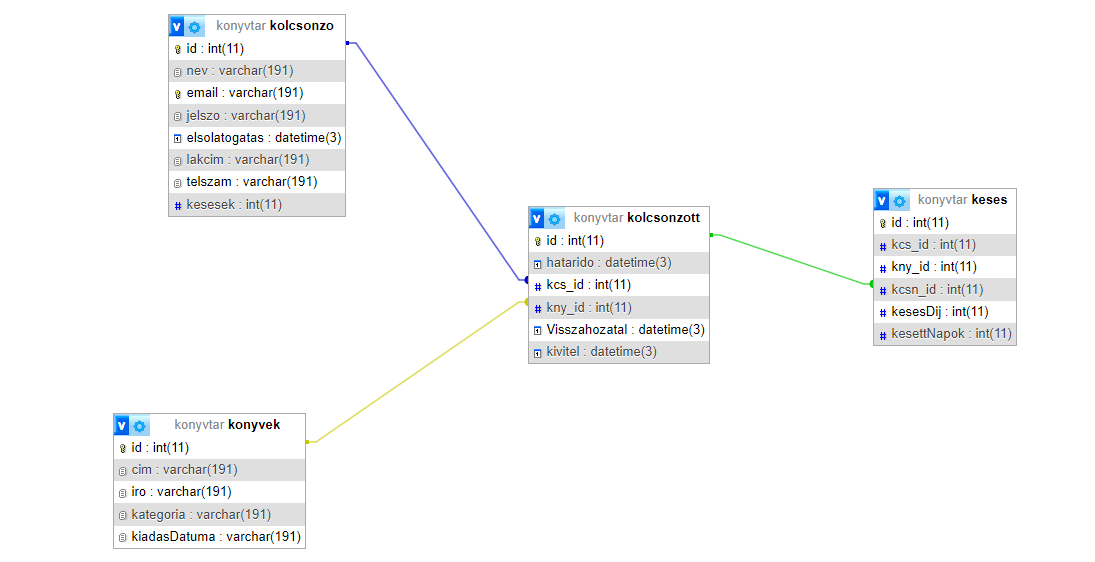 konyvtar kolcsonzo
id : int(11)
nev : varchar(191)
email : varchar(191)
jelszo : varchar(191)
elsolatogatas : datetime(3)
lakcim : varchar(191)
telszam : varchar(191)
# kesesek : int(11)
konyvtar kolcsonzott
id : int(11)
hatarido : datetime(3)
# kcs_id : int(11)
# kny_id : int(11)
Visszahozatal : datetime(3)
kivitel : datetime(3)
konyvtar keses
id : int(11)
# kcs_id : int(11)
# kny_id : int(11)
# kcsn_id : int(11)
# kesesDij : int(11)
# kesettNapok : int(11)
konyvtar konyvek
id : int(11)
cim : varchar(191)
iro : varchar(191)
kategoria : varchar(191)
kiadasDatuma : varchar(191)